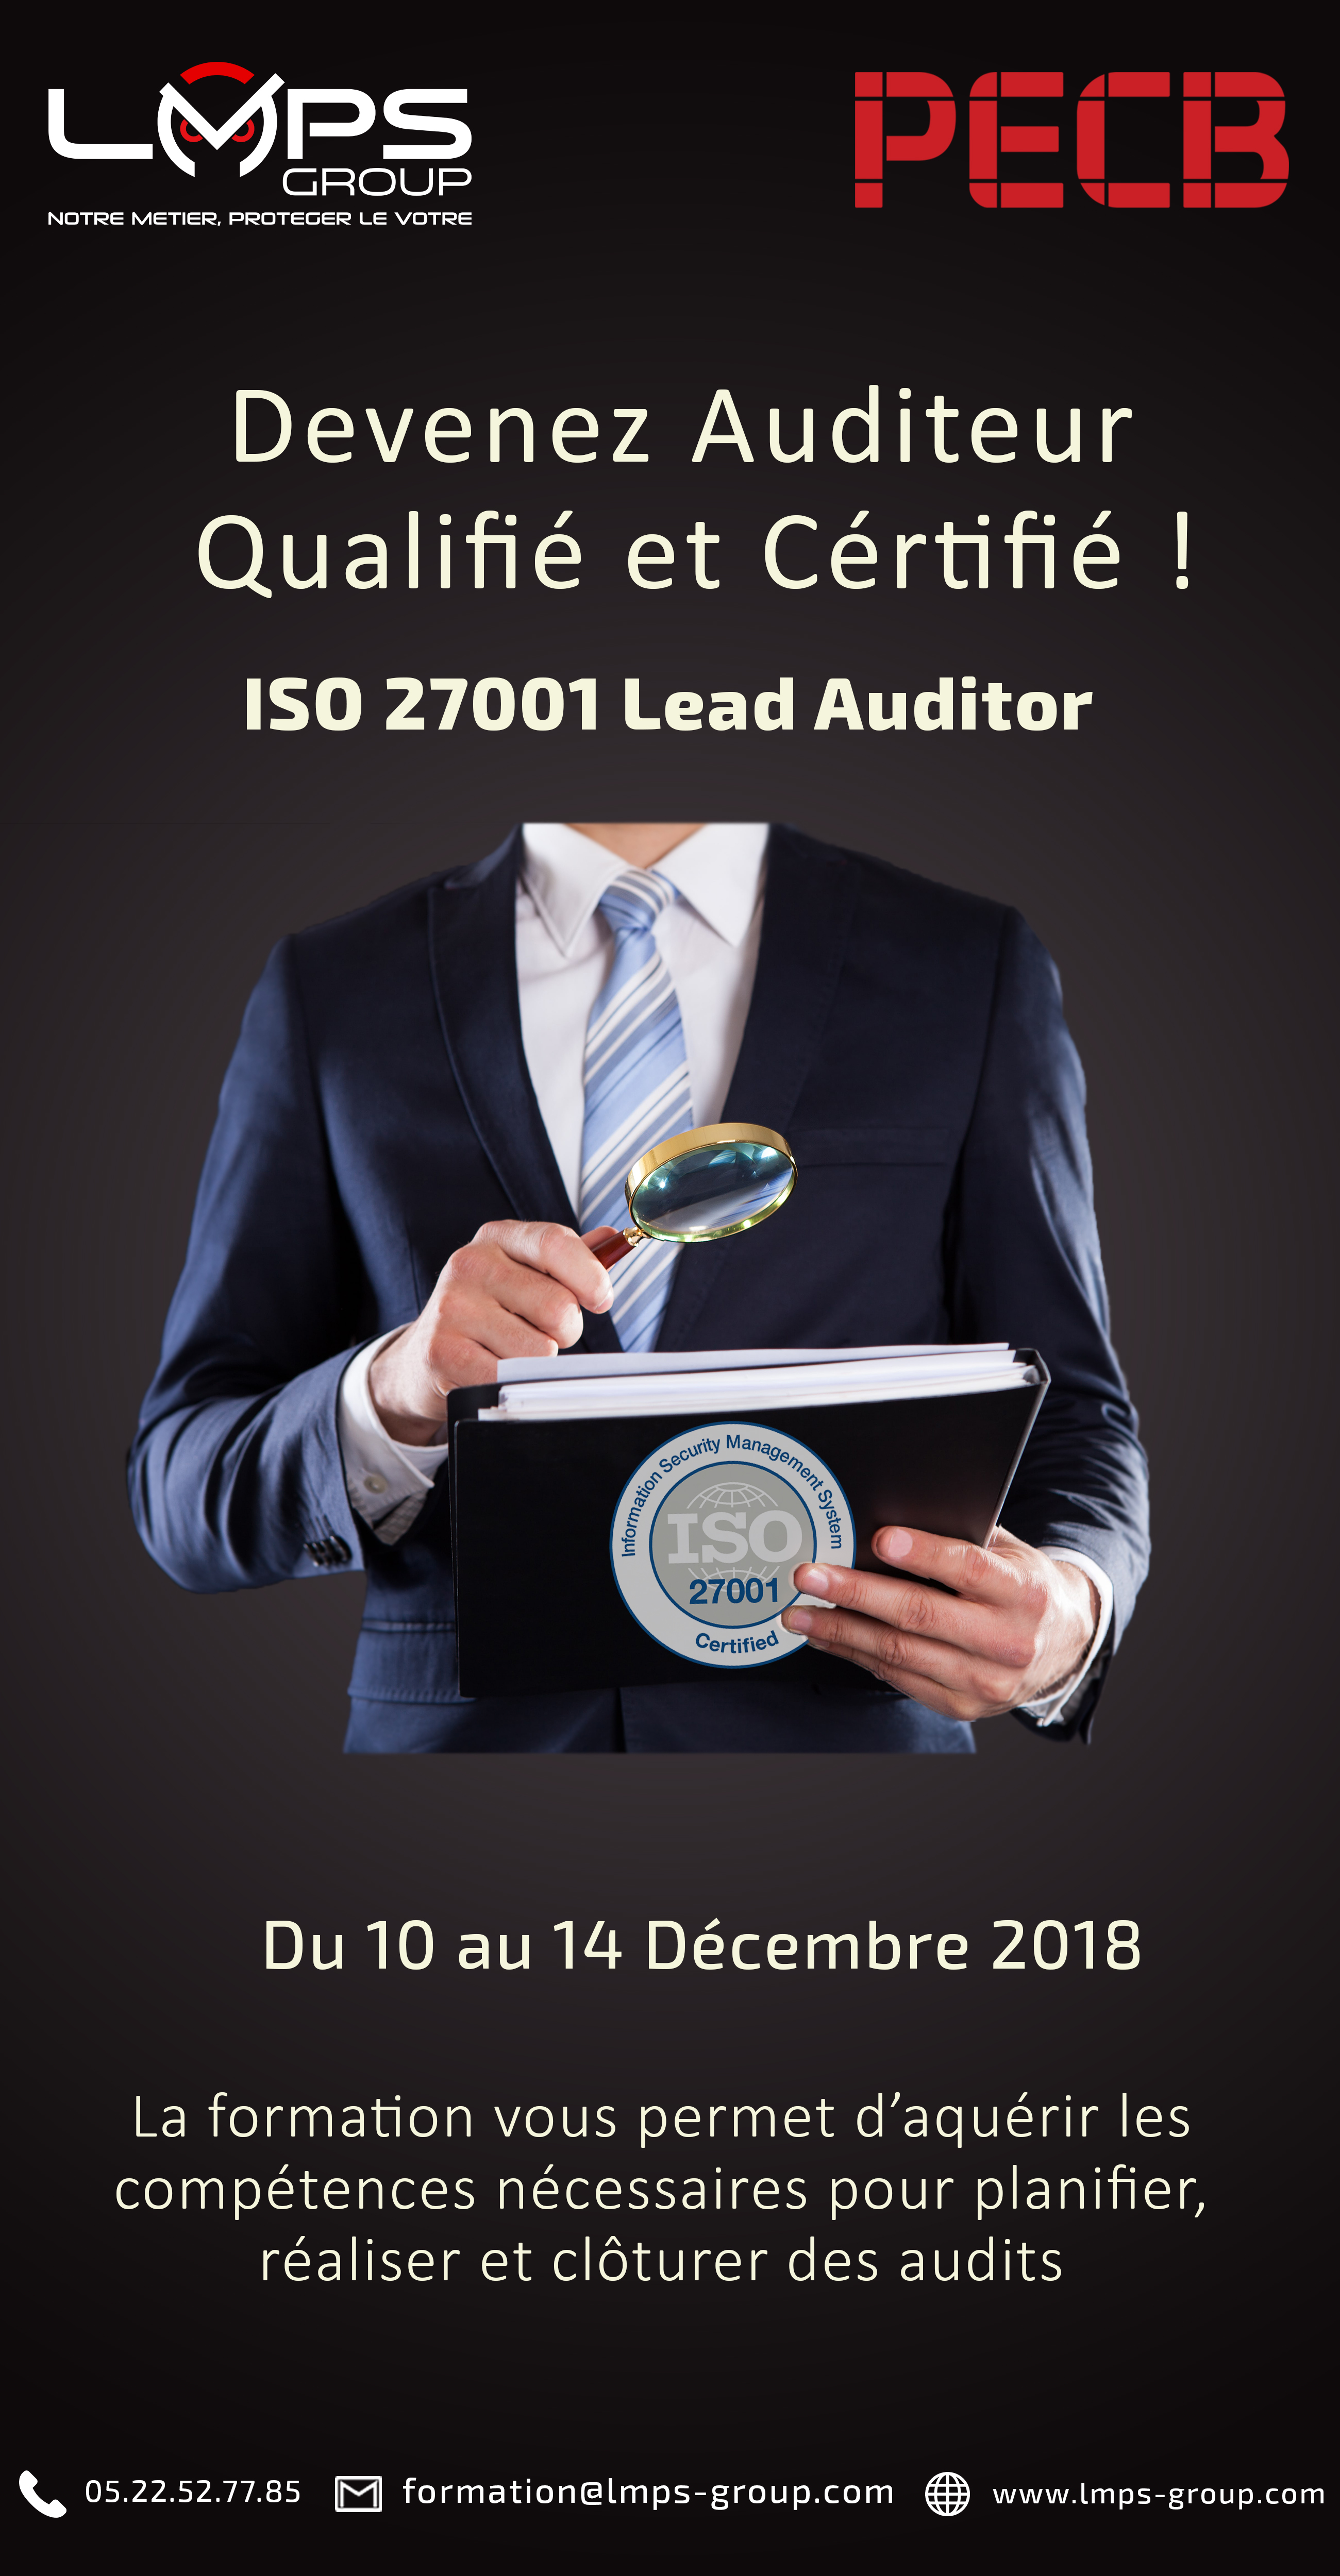 LMPS
GROUP
NOTRE METIER, PROTEGER LE VOTRE
PECB
Devenez Auditeur
Qualifié et Cértifié !
ISO 27001 Lead Auditor
Information Security Management System
ISO
27001
Certified
Du 10 au 14 Décembre 2018
La formation vous permet d’aquérir les
compétences nécessaires pour planifier,
réaliser et clôturer des audits
05.22.52.77.85
formation@lmps-group.com
www.lmps-group.com